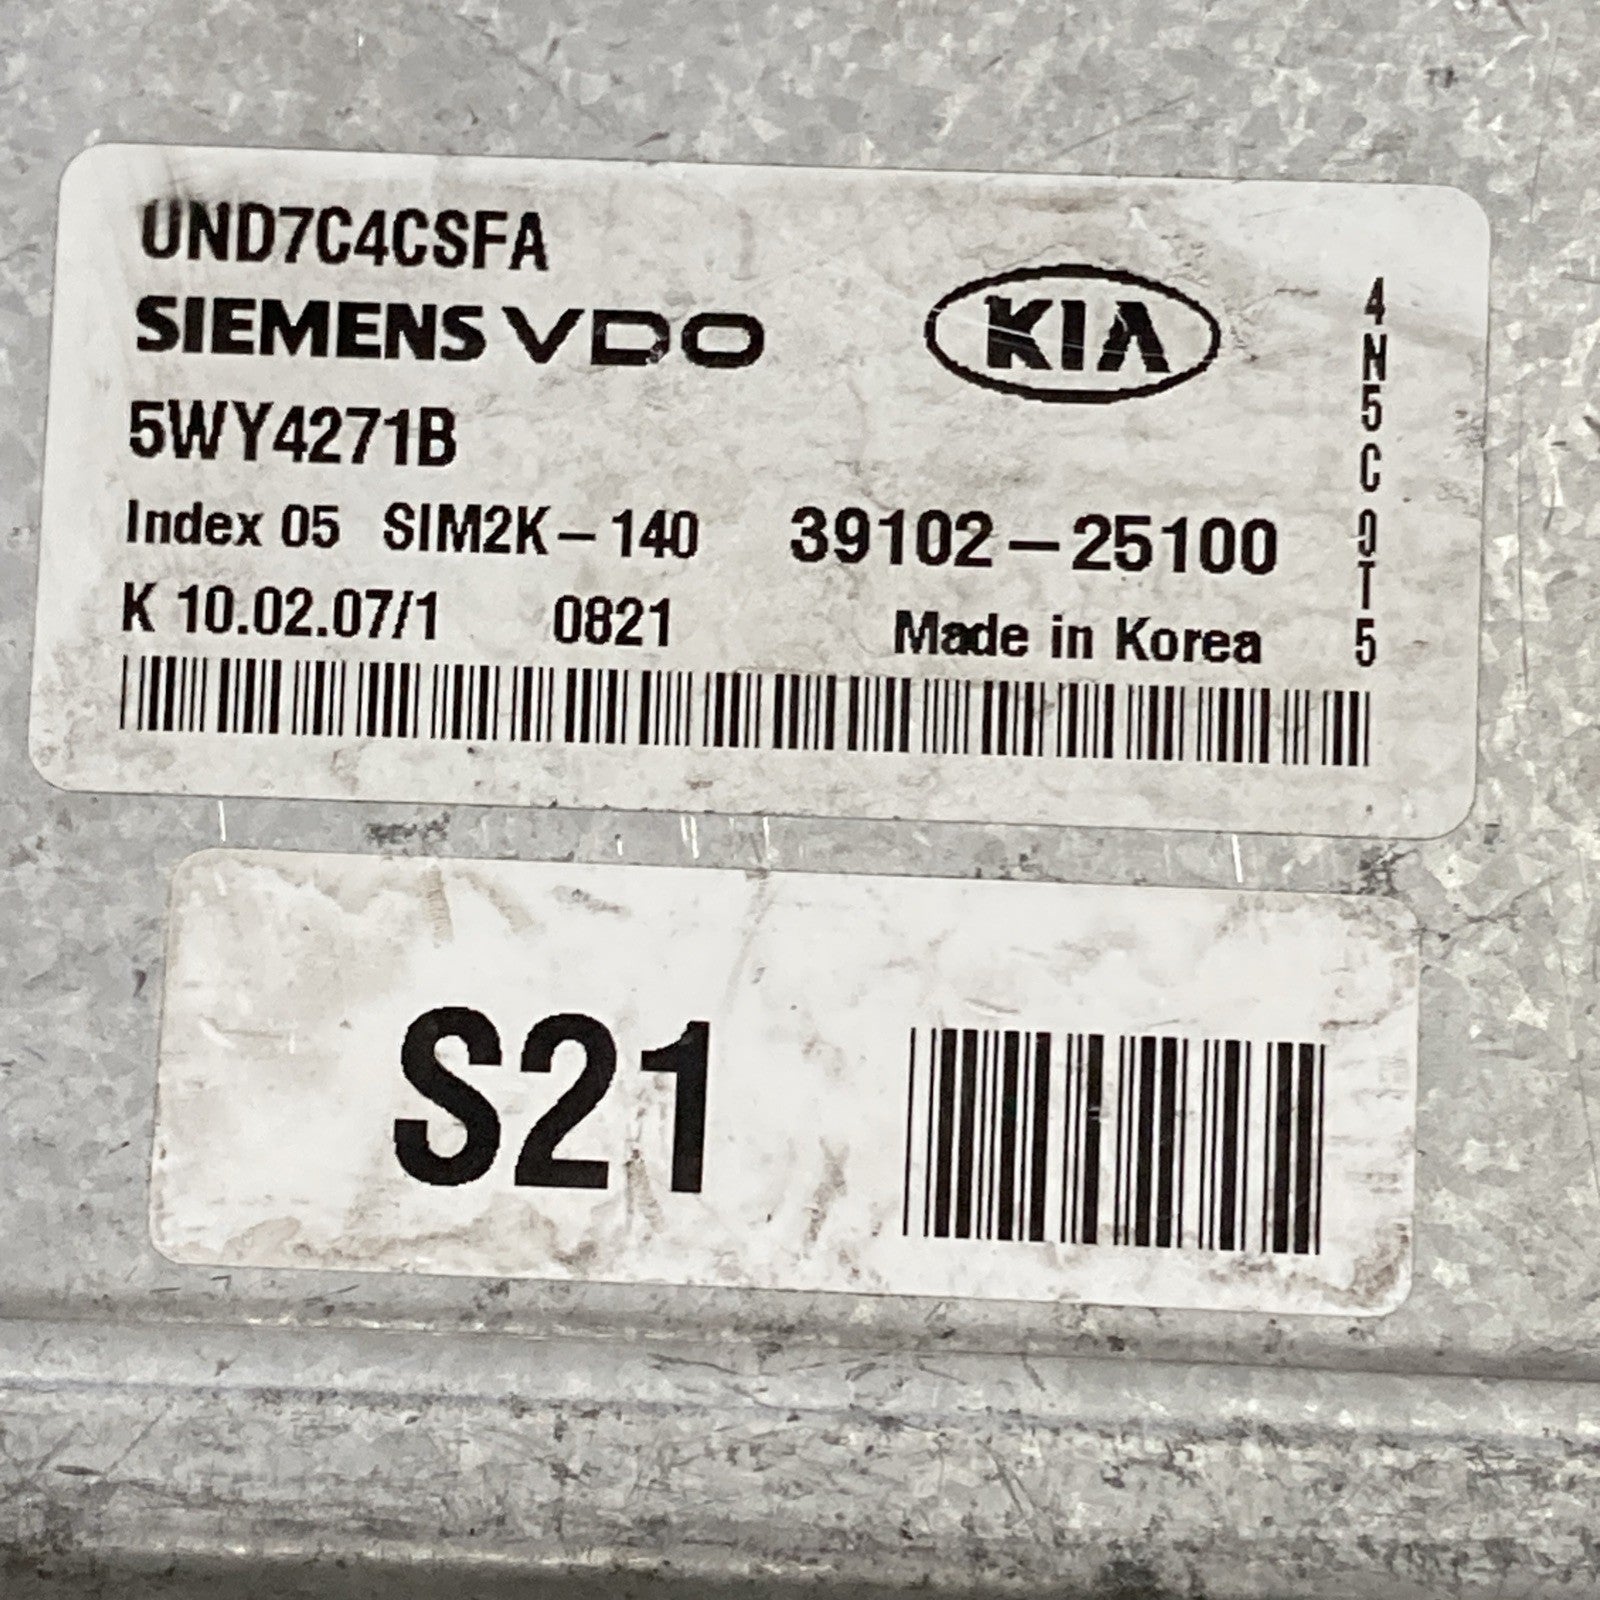 UND7C4CSFA
SIEMENS VDO
KIA
5WY4271B
Index 05 SIM2K-140 39102-25100
K 10.02.07/1 0821 Made in Korea
S21